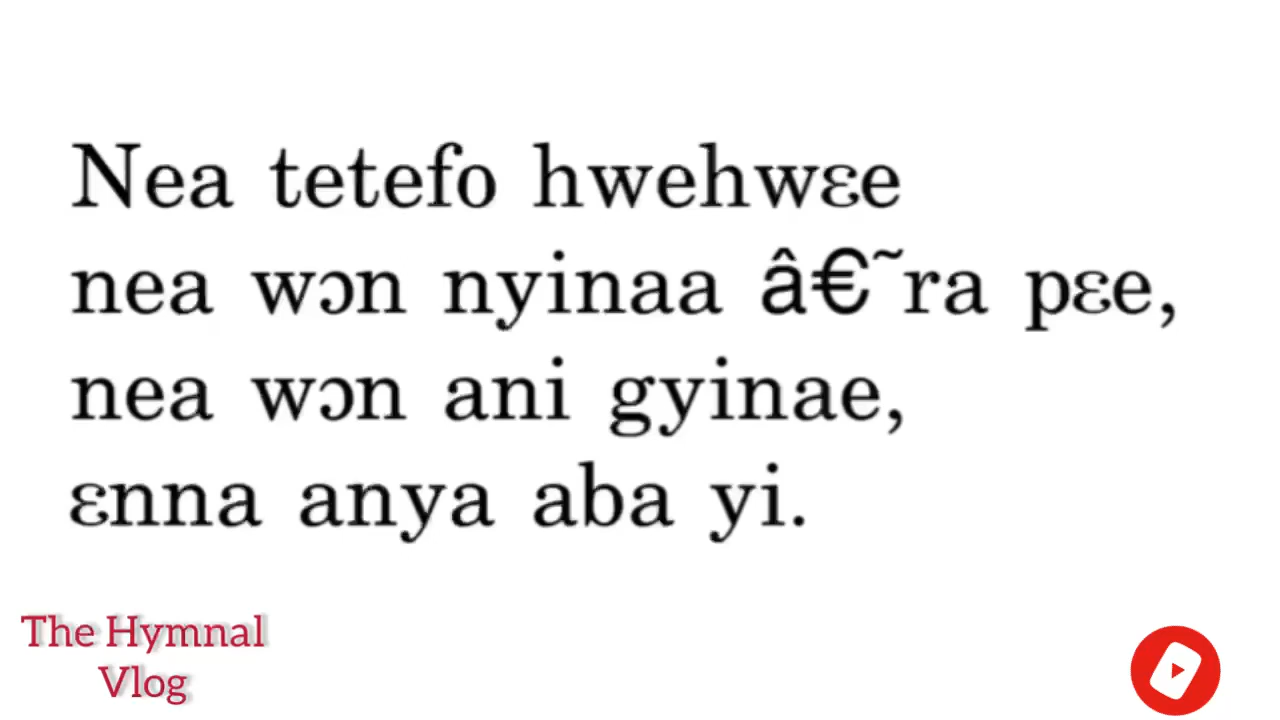 Nea tetefo hwehwɛe
nea wɔn nyinaa â€˜ra pɛe,
nea wɔn ani gyinae,
ɛnna anya aba yi.
The Hymnal
Vlog